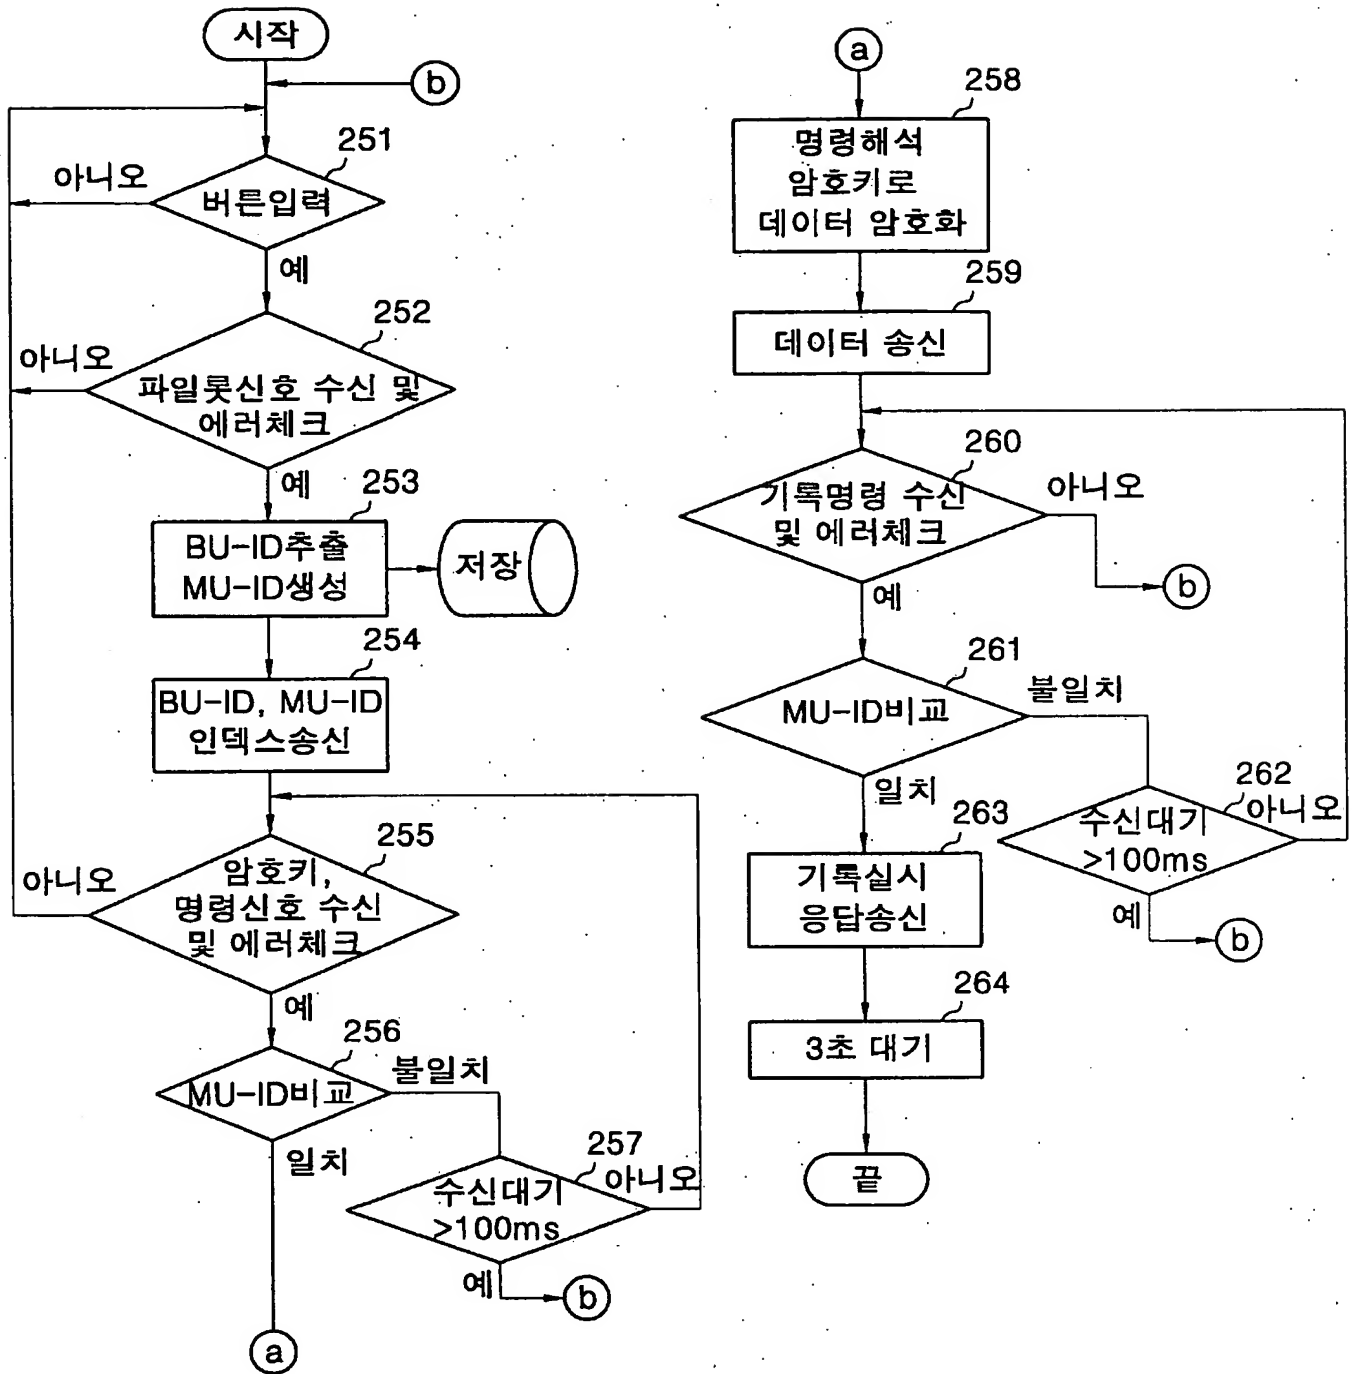 시작
b
251
아니오
버튼입력
예
252
아니오
파일롯신호 수신 및
에러체크
예
253
BU-ID추출
MU-ID생성
저장
254
BU-ID, MU-ID
인덱스송신
255
아니오
암호키,
명령신호 수신
및 에러체크
예
256
불일치
MU-ID비교
일치
257
아니오
수신대기
>100ms
예
b
a
a
258
명령해석
암호키로
데이터 암호화
259
데이터 송신
260
아니오
기록명령 수신
및 에러체크
b
예
261
불일치
MU-ID비교
일치
262
아니오
수신대기
>100ms
예
b
263
기록실시
응답송신
264
3초 대기
끝